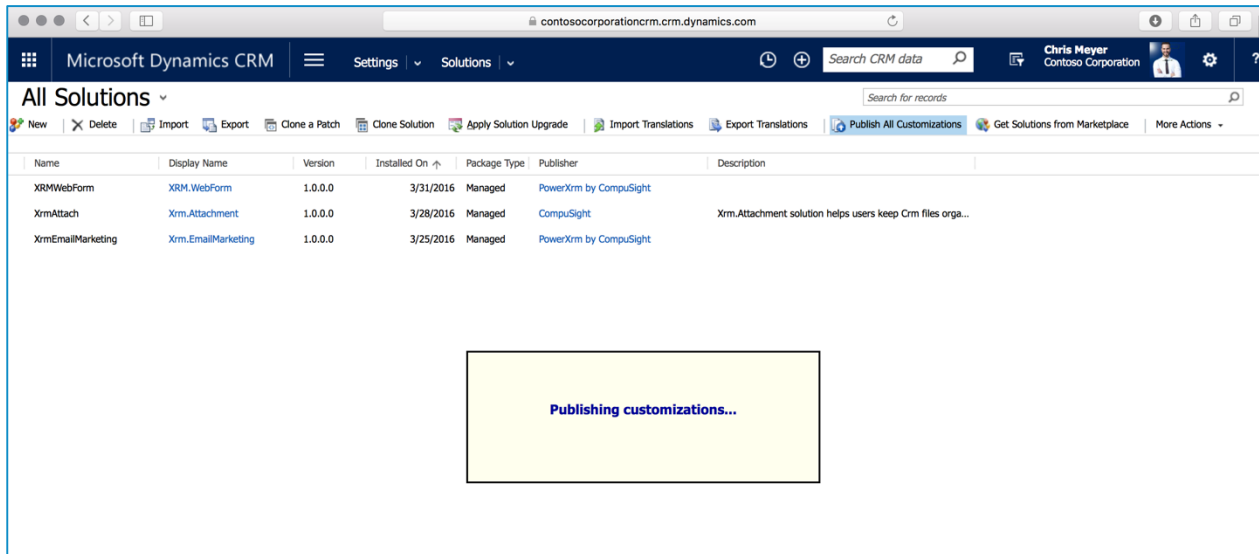 contosocorporationcrm.crm.dynamics.com
Microsoft Dynamics CRM Settings Solutions Search CRM data Chris Meyer
Contoso Corporation ?
All Solutions Search for records
New Delete Import Export Clone a Patch Clone Solution Apply Solution Upgrade Import Translations Export Translations Publish All Customizations Get Solutions from Marketplace More Actions
Name Display Name Version Installed On Package Type Publisher Description
XRMWebForm XRM.WebForm 1.0.0.0 3/31/2016 Managed PowerXrm by CompuSight
XrmAttach Xrm.Attachment 1.0.0.0 3/28/2016 Managed CompuSight Xrm.Attachment solution helps users keep Crm files orga...
XrmEmailMarketing Xrm.EmailMarketing 1.0.0.0 3/25/2016 Managed PowerXrm by CompuSight
Publishing customizations...